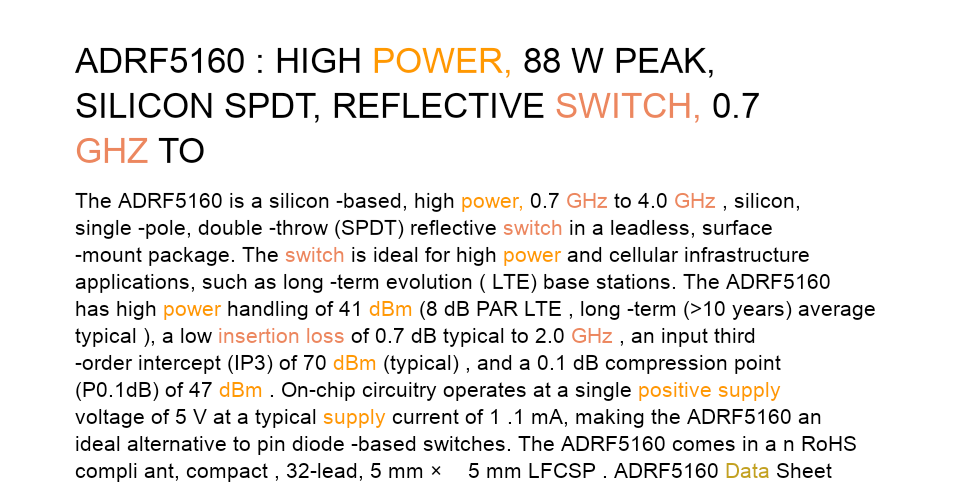 ADRF5160 : HIGH POWER, 88 W PEAK,
SILICON SPDT, REFLECTIVE SWITCH, 0.7
GHZ TO
The ADRF5160 is a silicon -based, high power, 0.7 GHz to 4.0 GHz , silicon,
single -pole, double -throw (SPDT) reflective switch in a leadless, surface
-mount package. The switch is ideal for high power and cellular infrastructure
applications, such as long -term evolution ( LTE) base stations. The ADRF5160
has high power handling of 41 dBm (8 dB PAR LTE , long -term (>10 years) average
typical ), a low insertion loss of 0.7 dB typical to 2.0 GHz , an input third
-order intercept (IP3) of 70 dBm (typical) , and a 0.1 dB compression point
(P0.1dB) of 47 dBm . On-chip circuitry operates at a single positive supply
voltage of 5 V at a typical supply current of 1 .1 mA, making the ADRF5160 an
ideal alternative to pin diode -based switches. The ADRF5160 comes in a n RoHS
compli ant, compact , 32-lead, 5 mm × 5 mm LFCSP . ADRF5160 Data Sheet